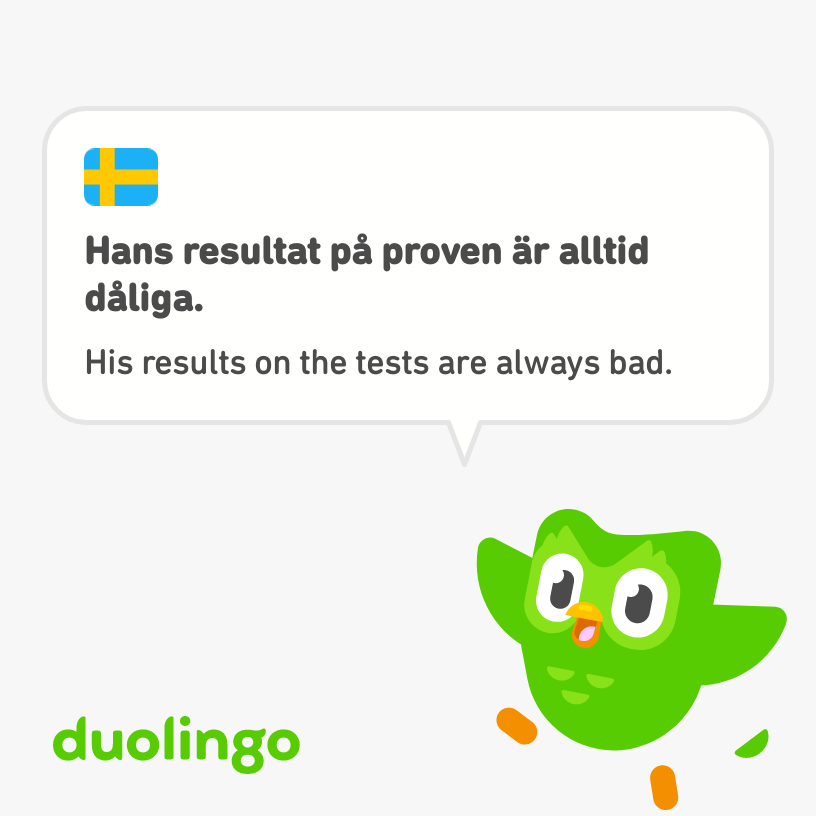 Hans resultat på proven är alltid
dåliga.
His results on the tests are always bad.
duolingo